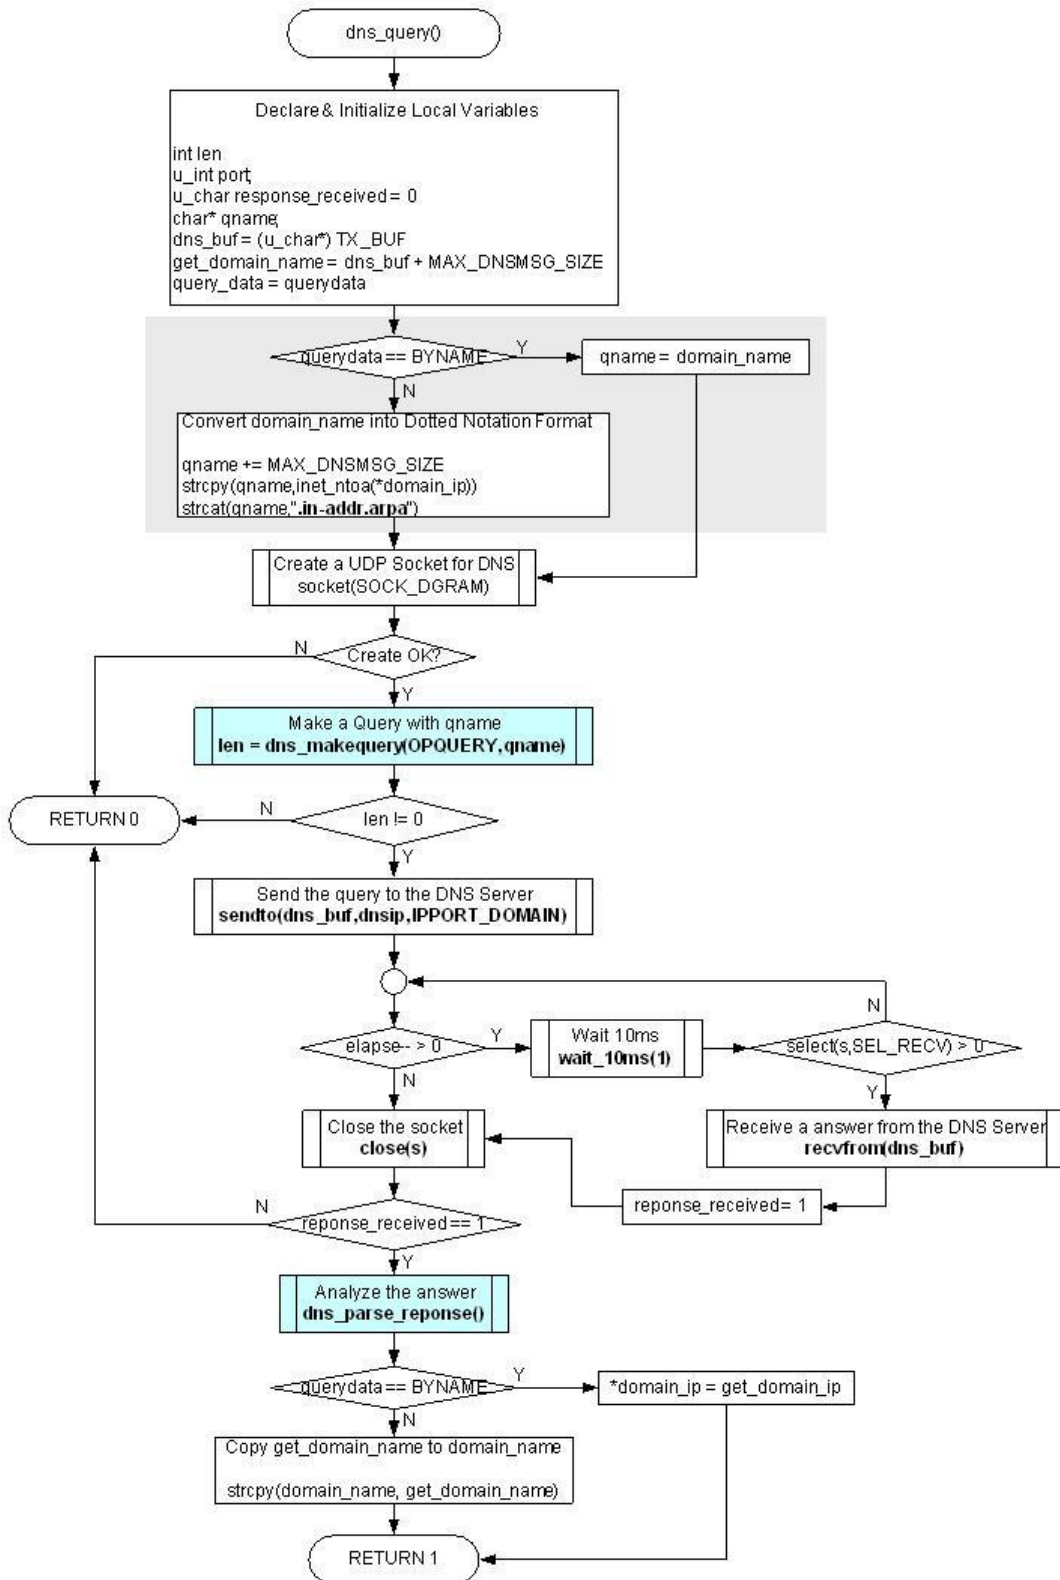 dns_query()
Declare & Initialize Local Variables
int len
u_int port;
u_char response_received = 0
char* qname;
dns_buf = (u_char*) TX_BUF
get_domain_name = dns_buf + MAX_DNSMSG_SIZE
query_data = querydata
querydata == BYNAME
Y
qname = domain_name
N
Convert domain_name into Dotted Notation Format
qname += MAX_DNSMSG_SIZE
strcpy(qname,inet_ntoa(*domain_ip))
strcat(qname,".in-addr.arpa")
Create a UDP Socket for DNS
socket(SOCK_DGRAM)
N
Create OK?
Y
Make a Query with qname
len = dns_makequery(OPQUERY,qname)
RETURN 0
N
len != 0
Y
Send the query to the DNS Server
sendto(dns_buf,dnsip,IPPORT_DOMAIN)
N
elapse-- > 0
Y
Wait 10ms
wait_10ms(1)
select(s,SEL_RECV) > 0
N
Y
Close the socket
close(s)
Receive a answer from the DNS Server
recvfrom(dns_buf)
N
reponse_received = 1
reponse_received == 1
Y
Analyze the answer
dns_parse_reponse()
querydata == BYNAME
Y
*domain_ip = get_domain_ip
N
Copy get_domain_name to domain_name
strcpy(domain_name, get_domain_name)
RETURN 1